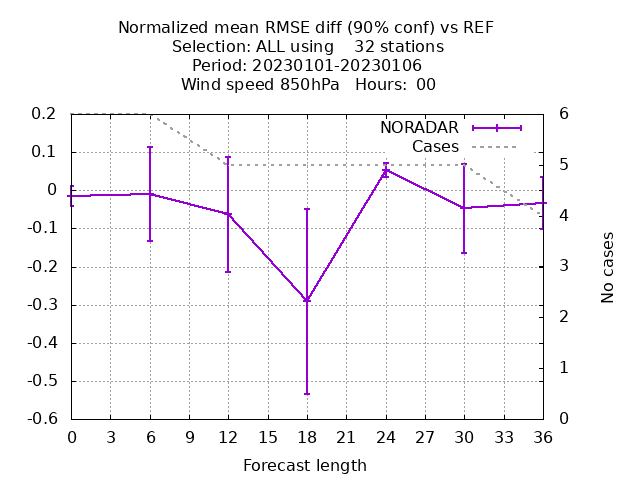 Normalized mean RMSE diff (90% conf) vs REF
Selection: ALL using    32 stations
Period: 20230101-20230106
Wind speed 850hPa   Hours:  00
NORADAR
Cases
0.2
0.1
0
-0.1
-0.2
-0.3
-0.4
-0.5
-0.6
6
5
4
3
2
1
0
No cases
0 3 6 9 12 15 18 21 24 27 30 33 36
Forecast length